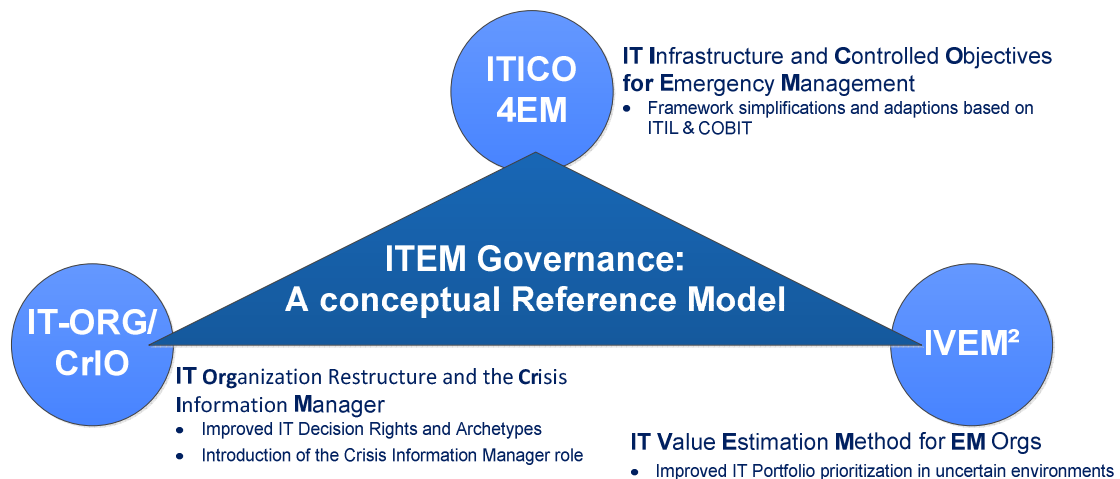 ITICO
4EM
IT Infrastructure and Controlled Objectives
for Emergency Management
• Framework simplifications and adaptions based on
ITIL & COBIT
ITEM Governance:
A conceptual Reference Model
IT-ORG/
CrIO
IVEM²
IT Organization Restructure and the Crisis
Information Manager
• Improved IT Decision Rights and Archetypes
• Introduction of the Crisis Information Manager role
IT Value Estimation Method for EM Orgs
• Improved IT Portfolio prioritization in uncertain environments